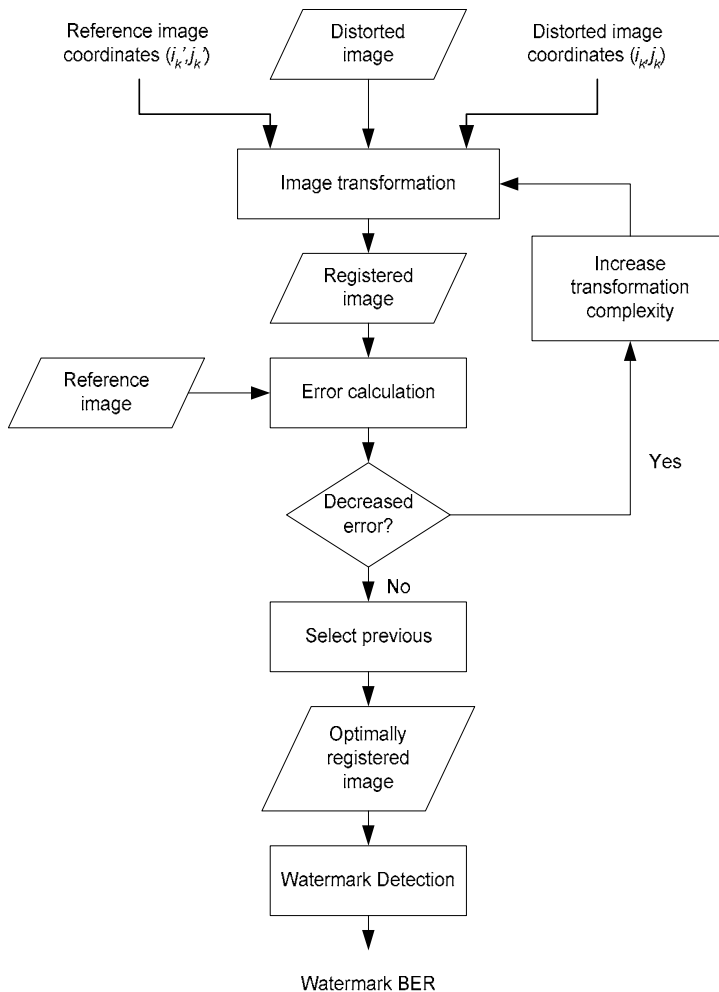 Reference image
coordinates (i_k',j_k')
Distorted
image
Distorted image
coordinates (i_k,j_k)
Image transformation
Registered
image
Increase
transformation
complexity
Reference
image
Error calculation
Yes
Decreased
error?
No
Select previous
Optimally
registered
image
Watermark Detection
Watermark BER